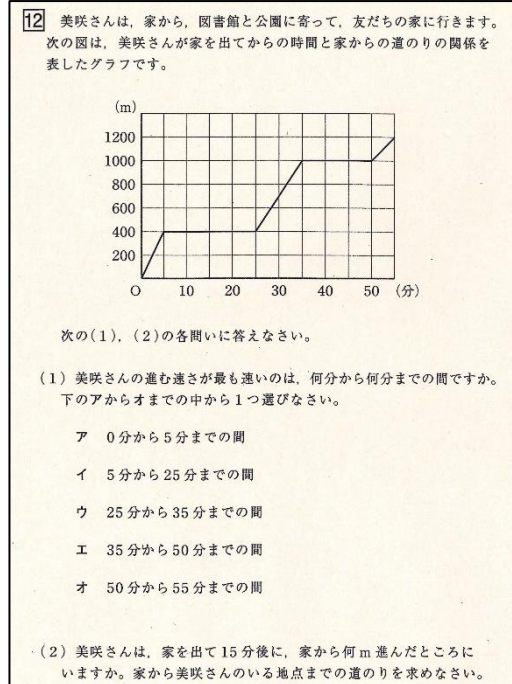 12 美咲さんは，家から，図書館と公園に寄って，友だちの家に行きます。
次の図は，美咲さんが家を出てからの時間と家からの道のりの関係を
表したグラフです。
(m)
1200
1000
800
600
400
200
O 10 20 30 40 50 (分)
次の(1)，(2)の各問いに答えなさい。
(1) 美咲さんの進む速さが最も速いのは，何分から何分までの間ですか。
下のアからオまでの中から1つ選びなさい。
ア 0分から5分までの間
イ 5分から25分までの間
ウ 25分から35分までの間
エ 35分から50分までの間
オ 50分から55分までの間
(2) 美咲さんは，家を出て15分後に，家から何m進んだところに
いますか。家から美咲さんのいる地点までの道のりを求めなさい。